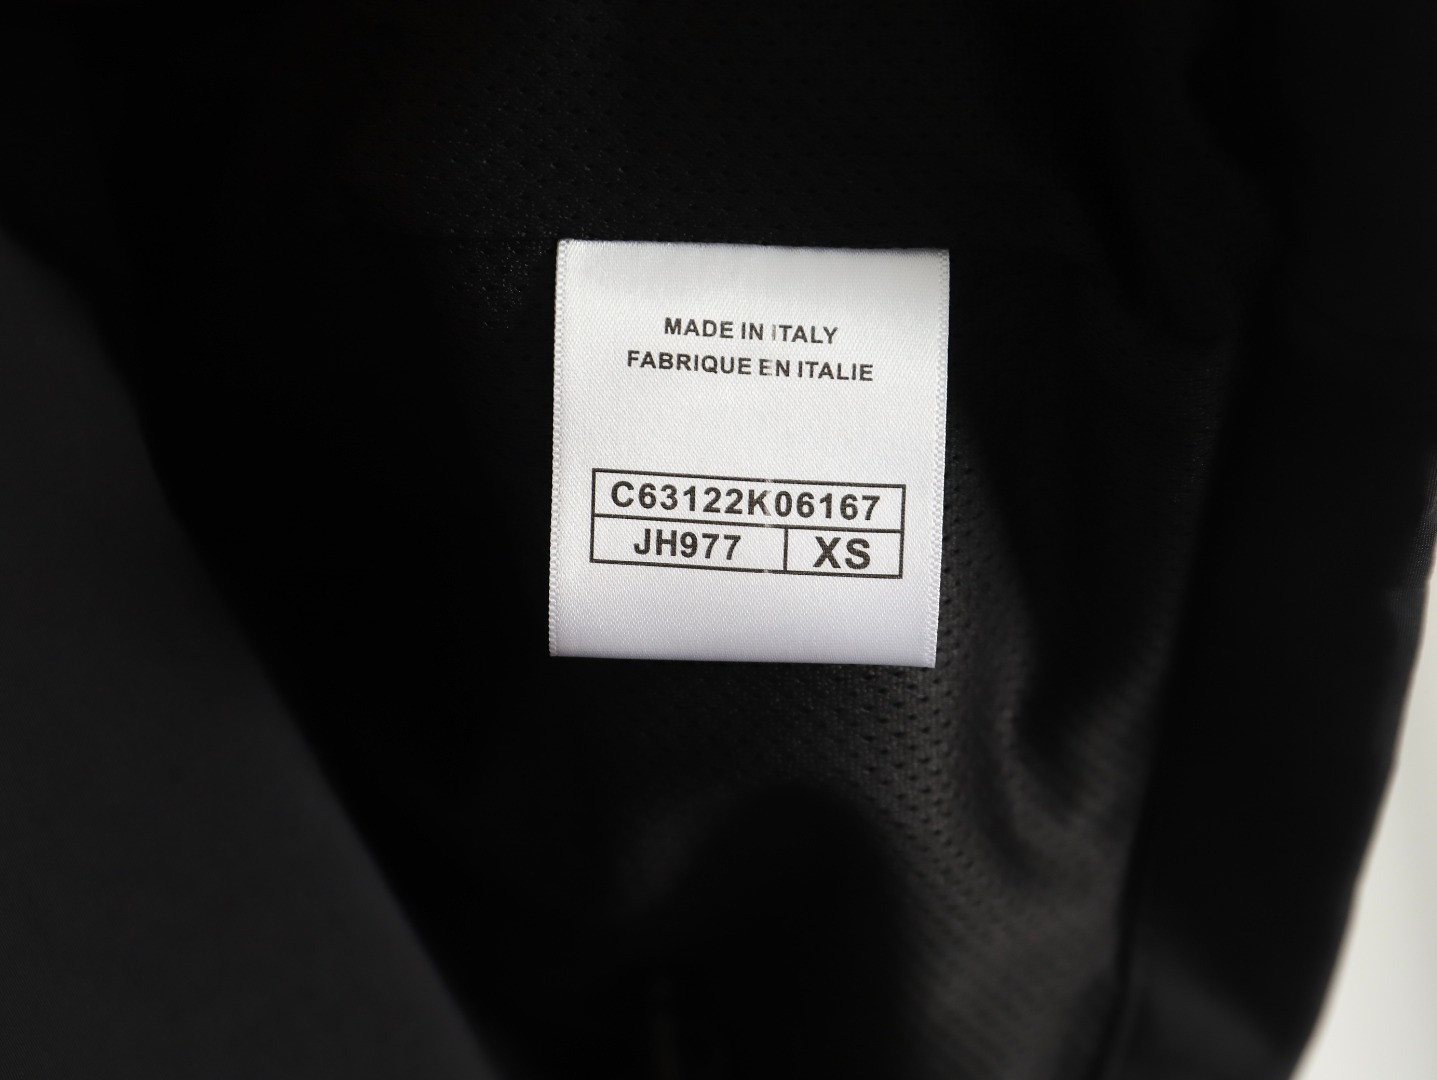 MADE IN ITALY
FABRIQUE EN ITALIE
C63122K06167
JH977 XS